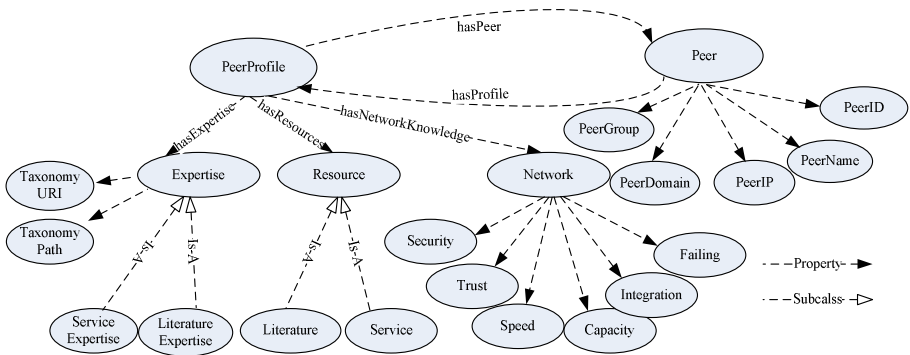 hasPeer
PeerProfile
Peer
hasProfile
PeerID
hasExpertise
hasResources
hasNetworkKnowledge
PeerGroup
PeerName
Taxonomy
URI
Expertise
Resource
Network
PeerDomain
PeerIP
Taxonomy
Path
Security
Failing
Is-A
Is-A
Is-A
Is-A
Property
Trust
Integration
Subcalss
Service
Expertise
Literature
Expertise
Literature
Service
Speed
Capacity